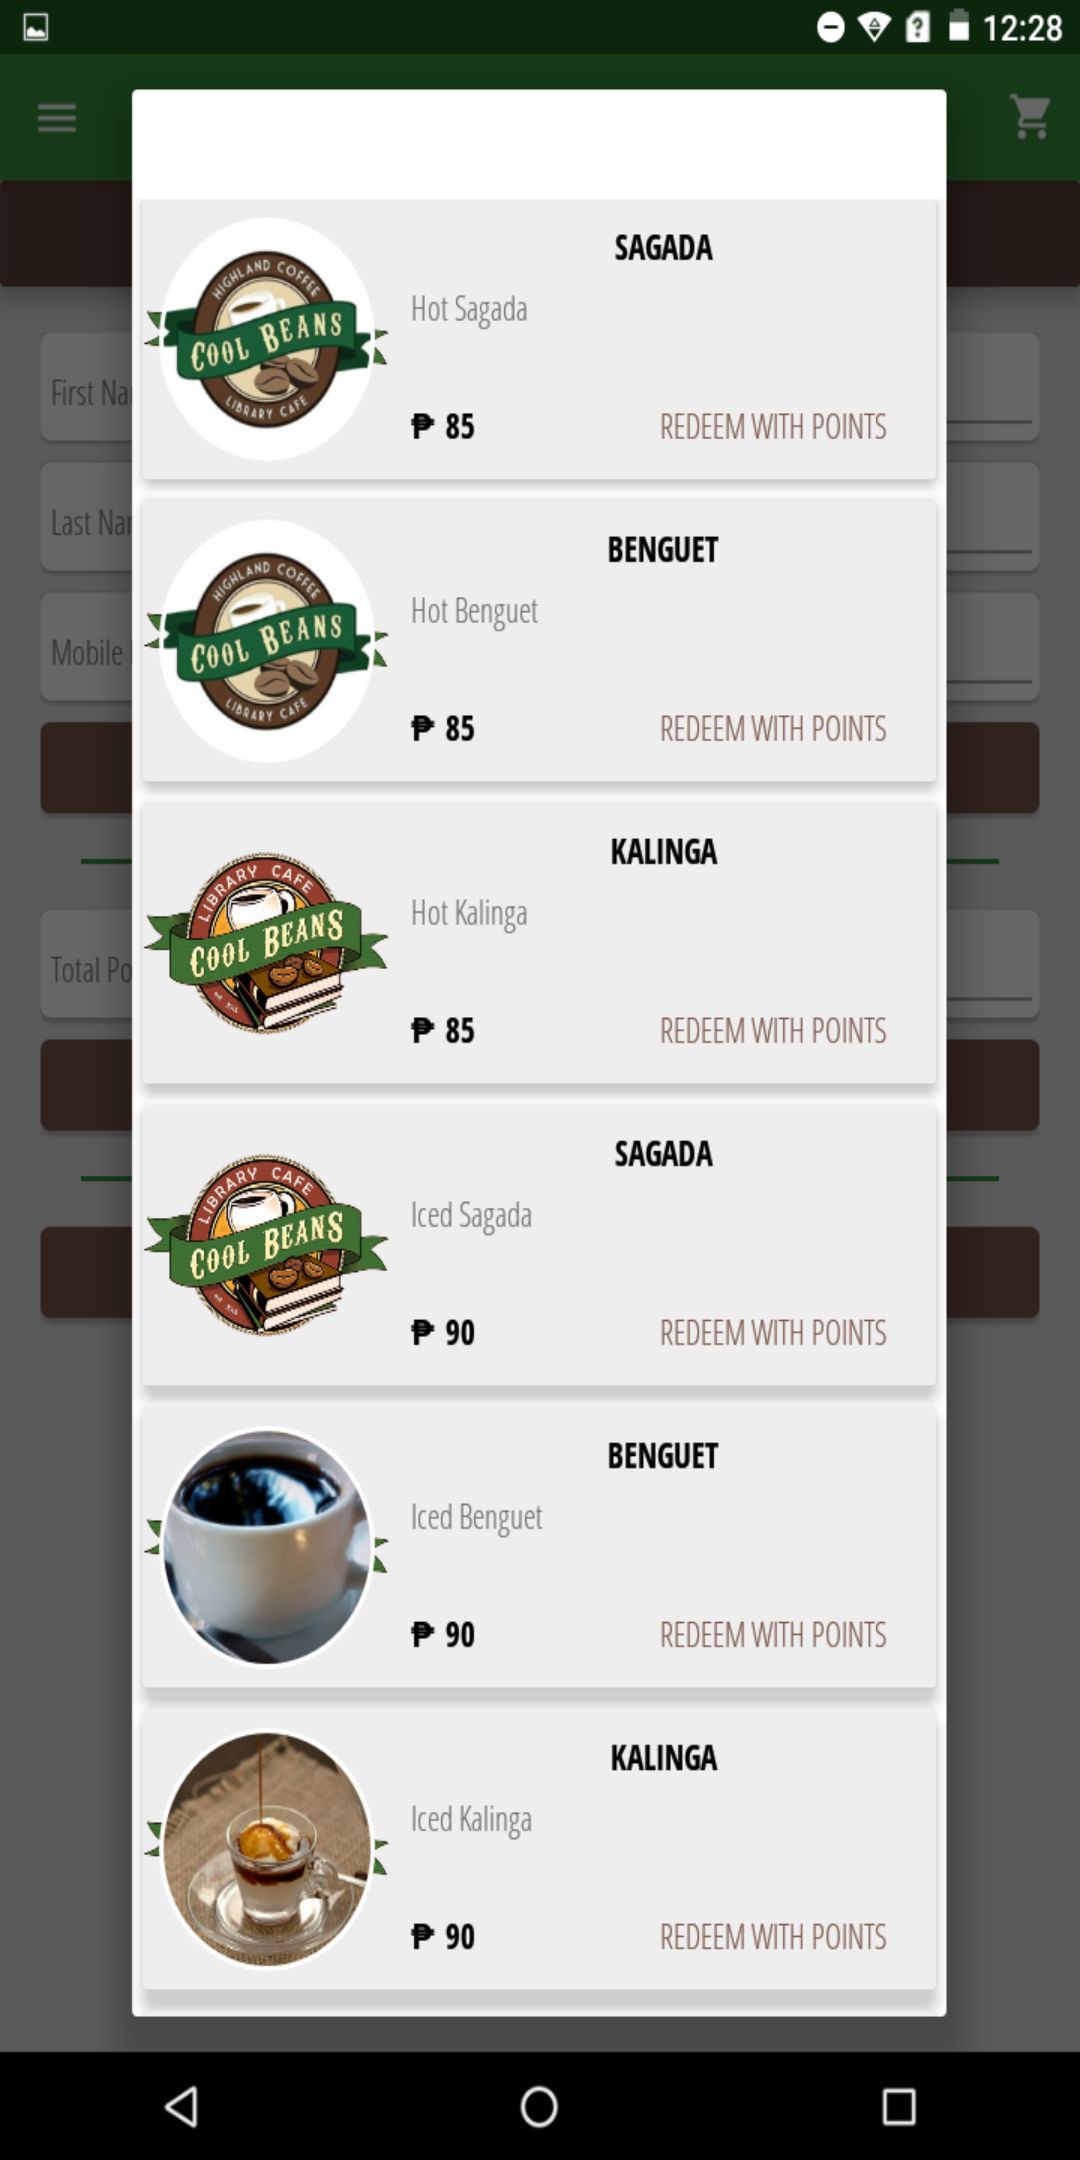 12:28
SAGADA
HIGHLAND COFFEE
COOL BEANS
LIBRARY CAFE
Hot Sagada
₱ 85
REDEEM WITH POINTS
First Na
BENGUET
HIGHLAND COFFEE
COOL BEANS
LIBRARY CAFE
Hot Benguet
₱ 85
REDEEM WITH POINTS
Last Nar
Mobile
KALINGA
LIBRARY CAFE
COOL BEANS
Hot Kalinga
₱ 85
REDEEM WITH POINTS
Total Po
SAGADA
LIBRARY CAFE
COOL BEANS
Iced Sagada
₱ 90
REDEEM WITH POINTS
BENGUET
Iced Benguet
₱ 90
REDEEM WITH POINTS
KALINGA
Iced Kalinga
₱ 90
REDEEM WITH POINTS